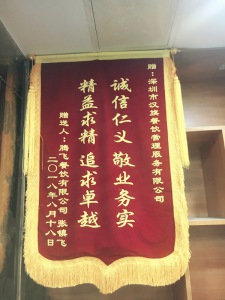 赠：深圳市汉旗餐饮管理服务有限公司
诚信仁义 敬业务实
精益求精 追求卓越
赠送人：腾飞餐饮有限公司 张镇飞
二〇一八年八月十八日